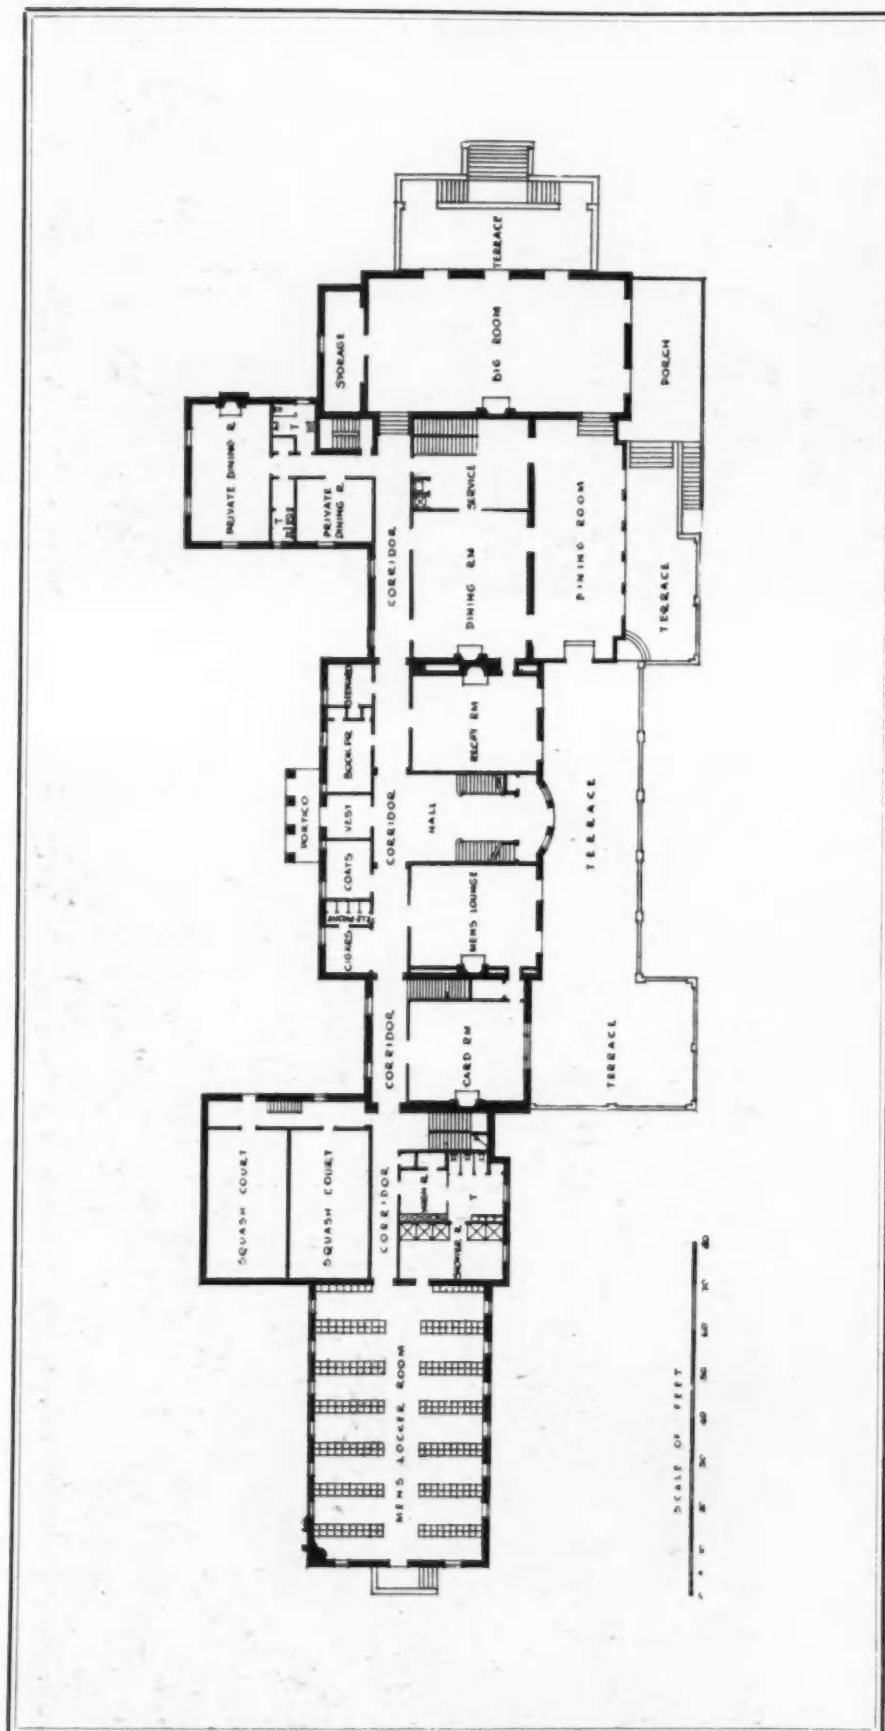 TERRACE
BIG ROOM
STORAGE
PORCH
PRIVATE DINING R.
T
T
PRIVATE
DINING R.
CORRIDOR
SERVICE
DINING RM
DINING ROOM
TERRACE
BOOK'PR
RECPT RM
PORTICO
VEST
CORRIDOR
HALL
TERRACE
COATS
CIGARS
MENS LOUNGE
CORRIDOR
CARD RM
TERRACE
SQUASH COURT
SQUASH COURT
CORRIDOR
T
SHOWER R.
MENS LOCKER ROOM
SCALE OF FEET